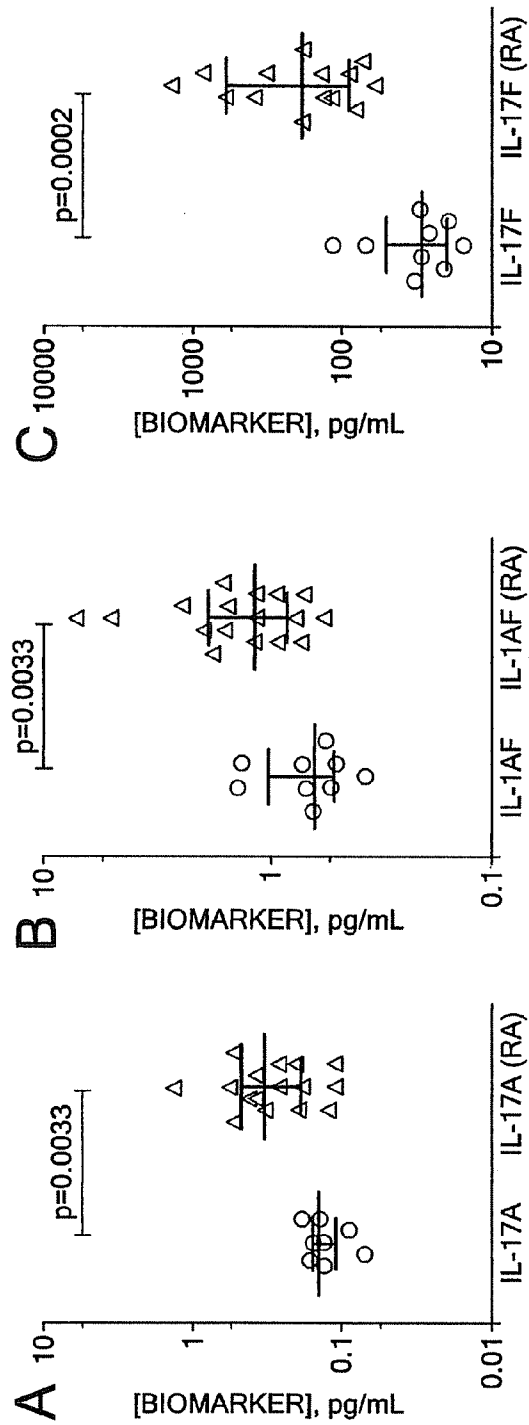 A
[BIOMARKER], pg/mL
10
1
0.1
0.01
p=0.0033
IL-17A
IL-17A (RA)
B
[BIOMARKER], pg/mL
10
1
0.1
p=0.0033
IL-1AF
IL-1AF (RA)
C
[BIOMARKER], pg/mL
10000
1000
100
10
p=0.0002
IL-17F
IL-17F (RA)